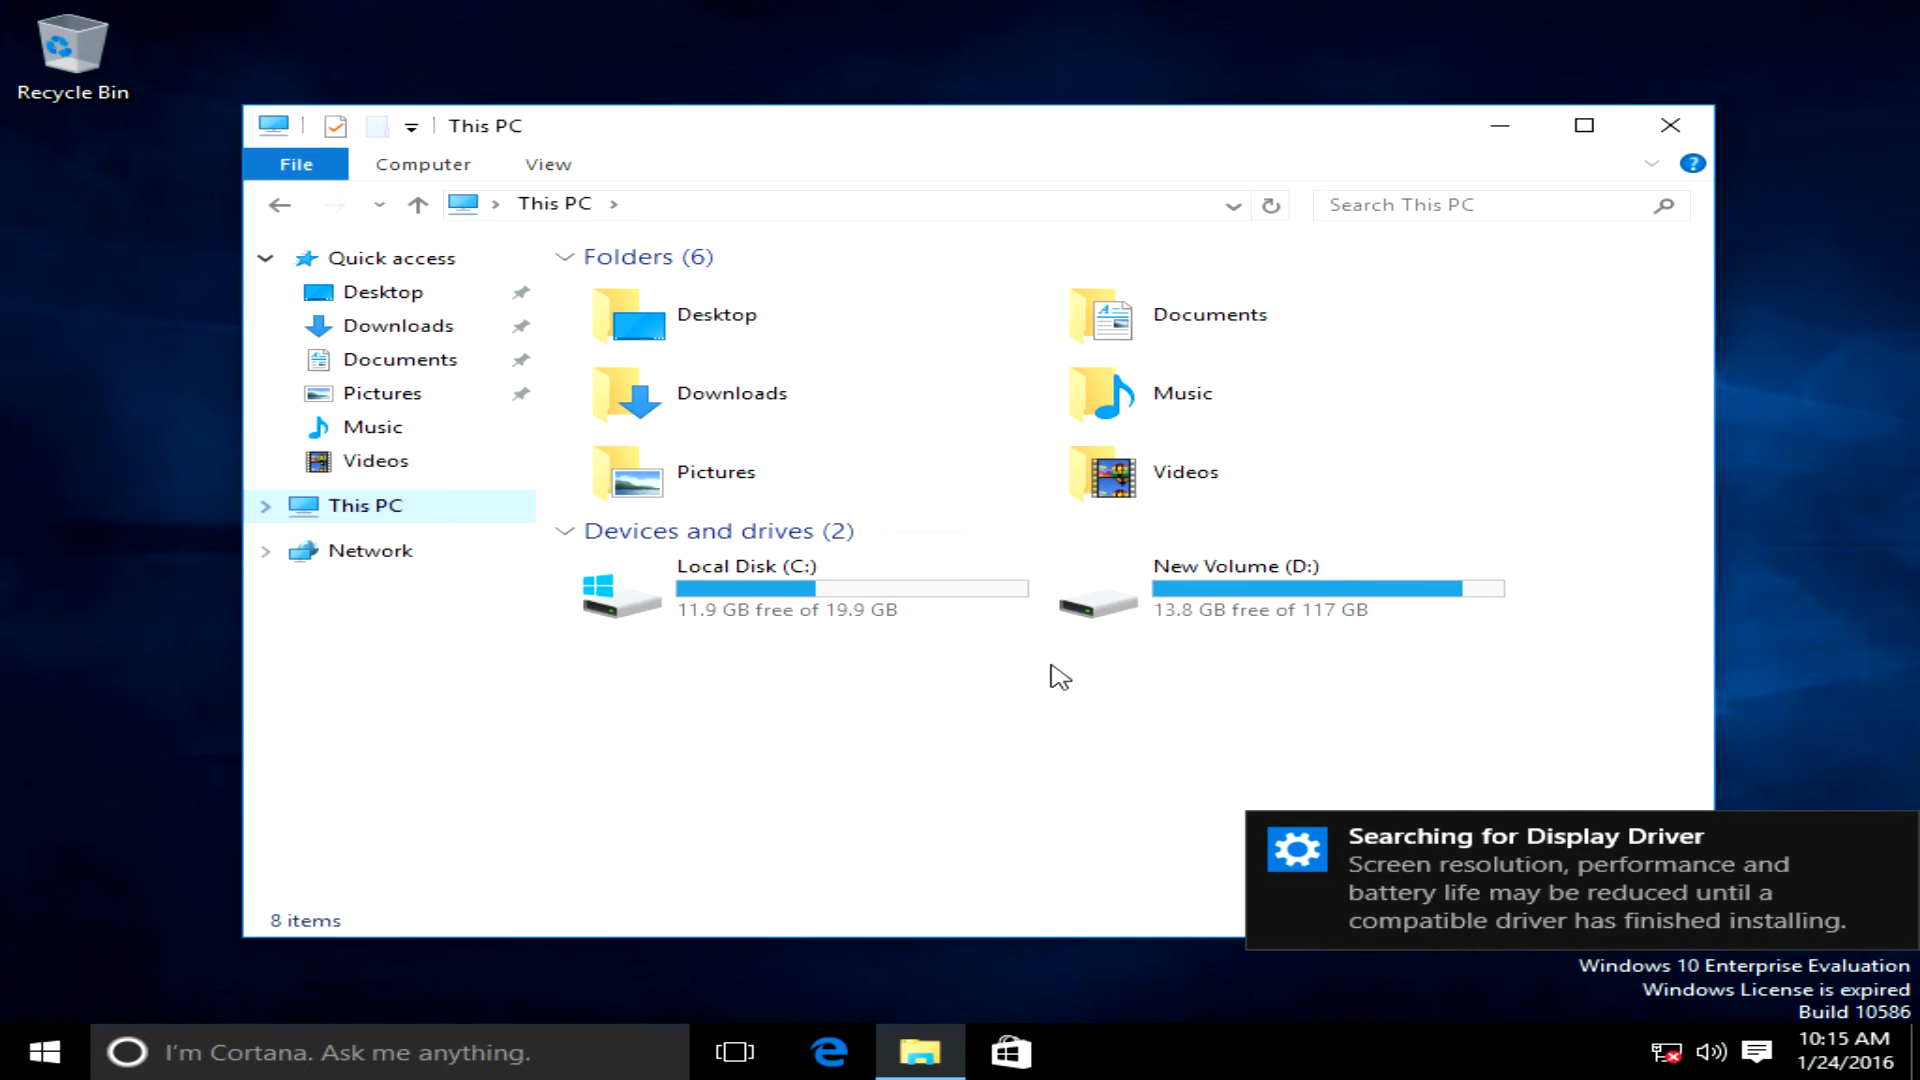 Recycle Bin
This PC
File
Computer
View
This PC
Search This PC
Quick access
Desktop
Downloads
Documents
Pictures
Music
Videos
This PC
Network
Folders (6)
Desktop
Documents
Downloads
Music
Pictures
Videos
Devices and drives (2)
Local Disk (C:)
11.9 GB free of 19.9 GB
New Volume (D:)
13.8 GB free of 117 GB
8 items
Searching for Display Driver
Screen resolution, performance and
battery life may be reduced until a
compatible driver has finished installing.
Windows 10 Enterprise Evaluation
Windows License is expired
Build 10586
I'm Cortana. Ask me anything.
10:15 AM
1/24/2016